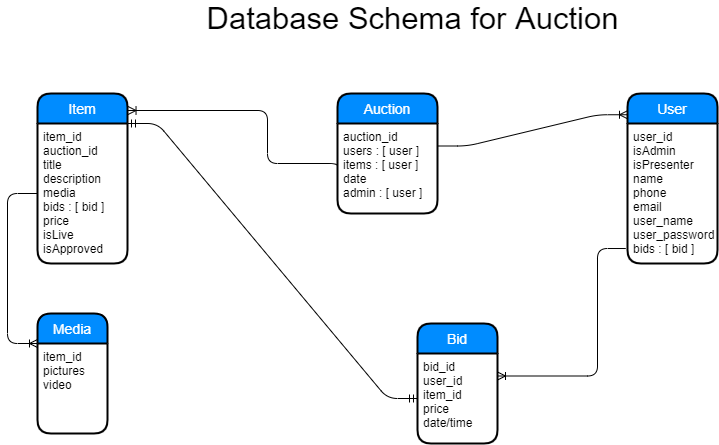 Database Schema for Auction
Item
item_id
auction_id
title
description
media
bids : [ bid ]
price
isLive
isApproved
Auction
auction_id
users : [ user ]
items : [ user ]
date
admin : [ user ]
User
user_id
isAdmin
isPresenter
name
phone
email
user_name
user_password
bids : [ bid ]
Media
item_id
pictures
video
Bid
bid_id
user_id
item_id
price
date/time